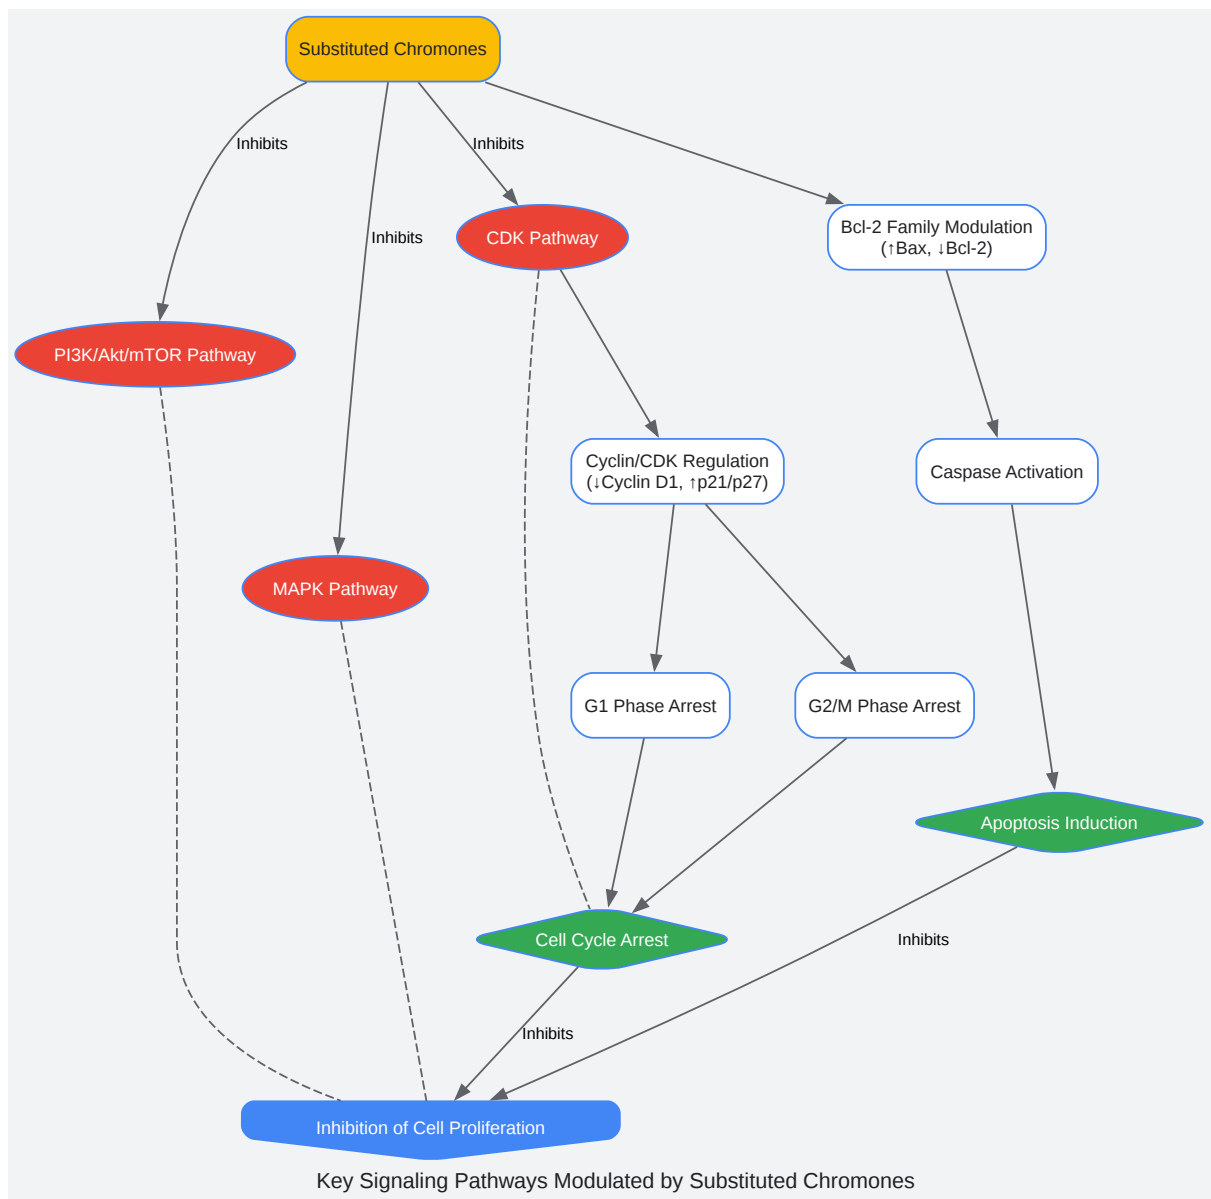 Substituted Chromones
Inhibits
Inhibits
Inhibits
CDK Pathway
Bcl-2 Family Modulation
(↑Bax, ↓Bcl-2)
PI3K/Akt/mTOR Pathway
Cyclin/CDK Regulation
(↓Cyclin D1, ↑p21/p27)
Caspase Activation
MAPK Pathway
G1 Phase Arrest
G2/M Phase Arrest
Apoptosis Induction
Cell Cycle Arrest
Inhibits
Inhibits
Inhibition of Cell Proliferation
Key Signaling Pathways Modulated by Substituted Chromones